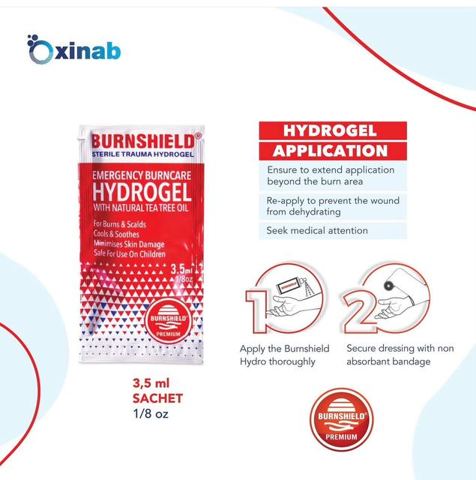 Oxinab
BURNSHIELD®
STERILE TRAUMA HYDROGEL
EMERGENCY BURNCARE
HYDROGEL
WITH NATURAL TEA TREE OIL
For Burns & Scalds
Cools & Soothes
Minimises Skin Damage
Safe For Use On Children
3.5ml
1/8oz
BURNSHIELD®
PREMIUM
3,5 ml
SACHET
1/8 oz
HYDROGEL
APPLICATION
Ensure to extend application
beyond the burn area
Re-apply to prevent the wound
from dehydrating
Seek medical attention
1
Apply the Burnshield
Hydro thoroughly
2
Secure dressing with non
absorbant bandage
BURNSHIELD®
PREMIUM